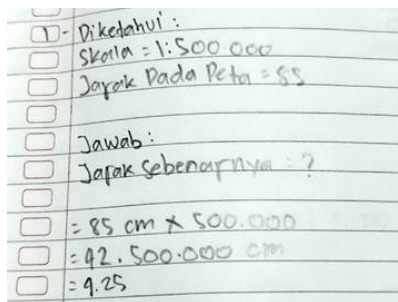 1 - Diketahui :
Skala = 1 : 500.000
Jarak Pada Peta = 85
Jawab :
Jarak Sebenarnya = ?
= 85 cm x 500.000
= 42.500.000 cm
= 4.25